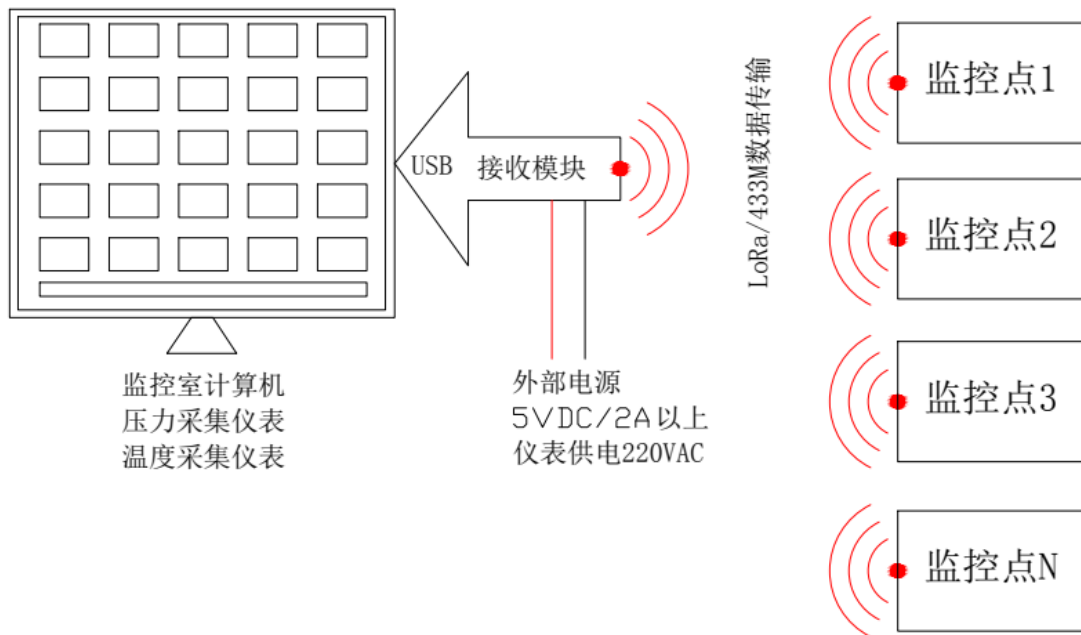 USB 接收模块
LoRa/433M数据传输
监控点1
监控点2
监控点3
监控点N
监控室计算机
压力采集仪表
温度采集仪表
外部电源
5VDC/2A以上
仪表供电220VAC